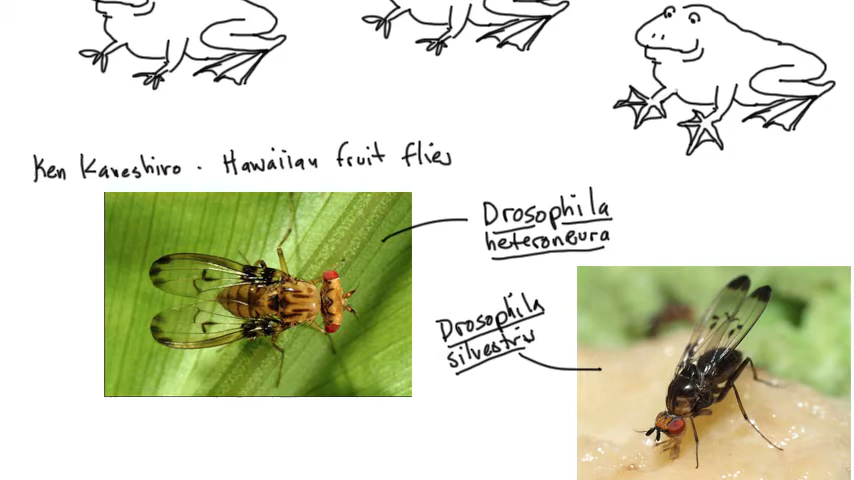 Ken Kaneshiro. Hawaiian fruit flies
Drosophila
heteroneura
Drosophila
silvestris